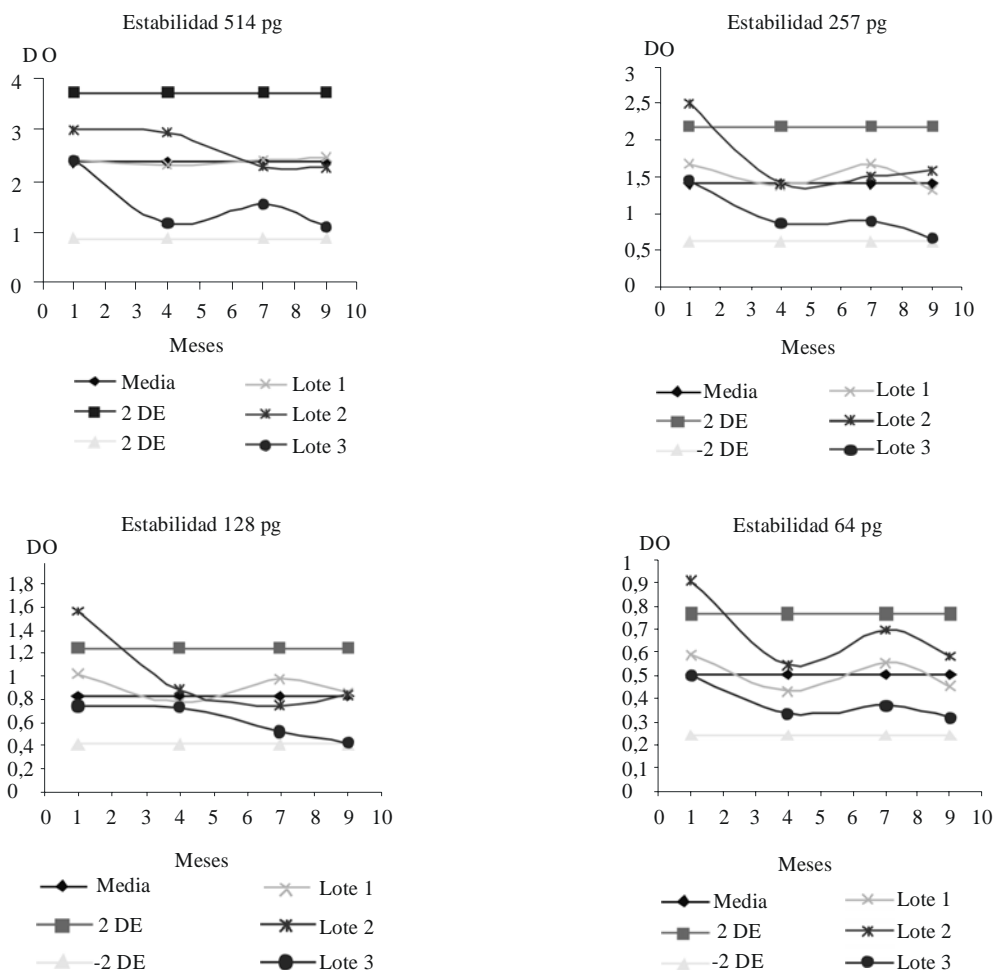 Estabilidad 514 pg
D O
4
3
2
1
0
0 1 2 3 4 5 6 7 8 9 10
Meses
Media
2 DE
2 DE
Lote 1
Lote 2
Lote 3
Estabilidad 257 pg
DO
3
2,5
2
1,5
1
0,5
0
0 1 2 3 4 5 6 7 8 9 10
Meses
Media
2 DE
-2 DE
Lote 1
Lote 2
Lote 3
Estabilidad 128 pg
DO
1,8
1,6
1,4
1,2
1
0,8
0,6
0,4
0,2
0
0 1 2 3 4 5 6 7 8 9 10
Meses
Media
2 DE
-2 DE
Lote 1
Lote 2
Lote 3
Estabilidad 64 pg
DO
1
0,9
0,8
0,7
0,6
0,5
0,4
0,3
0,2
0,1
0
0 1 2 3 4 5 6 7 8 9 10
Meses
Media
2 DE
-2 DE
Lote 1
Lote 2
Lote 3